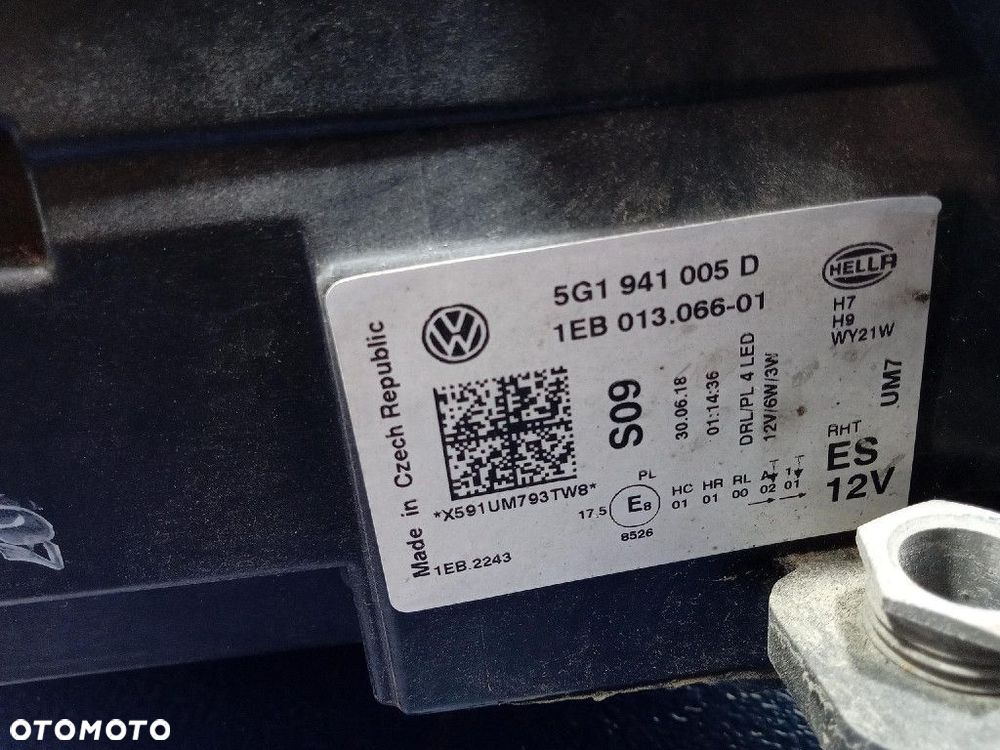 5G1 941 005 D
1EB 013.066-01
HELLA
H7
H9
WY21W
UM7
Made in Czech Republic
S09
30.06.18
01:14:36
DRL/PL 4 LED
12V/6W/3W
RHT
ES
12V
*X591UM793TW8*
1EB.2243
PL
17.5 E8
8526
HC HR RL A 1
01 01 00 02 01
OTOMOTO